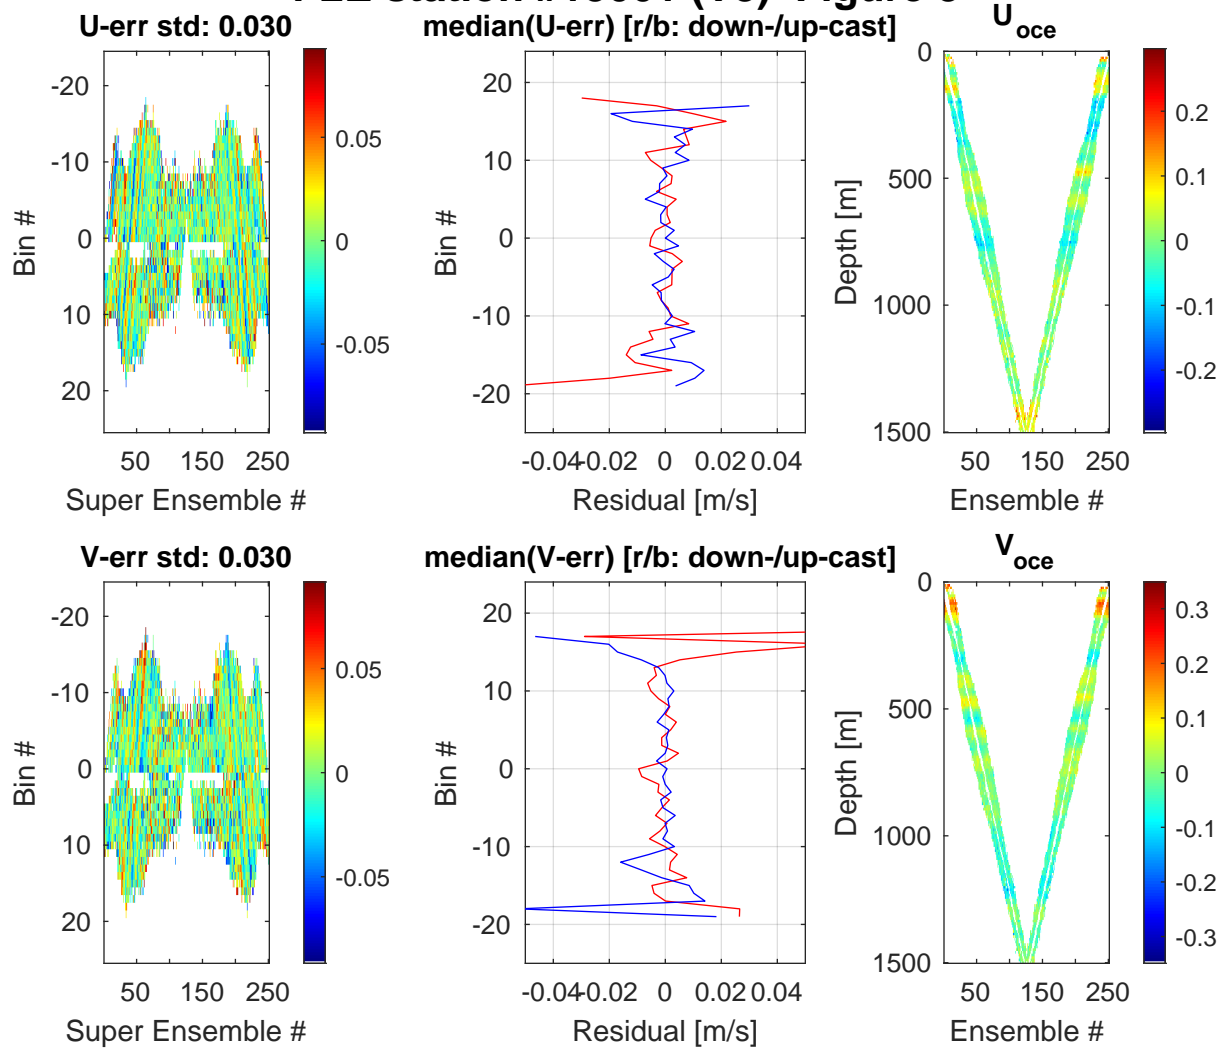 U-err std: 0.030
median(U-err) [r/b: down-/up-cast]
U oce
-20
-10
0
10
20
Bin #
50 150 250
Super Ensemble #
0.05
0
-0.05
20
10
0
-10
-20
Bin #
-0.04 -0.02 0 0.02 0.04
Residual [m/s]
0
500
1000
1500
Depth [m]
50 150 250
Ensemble #
0.2
0.1
0
-0.1
-0.2
V-err std: 0.030
median(V-err) [r/b: down-/up-cast]
V oce
-20
-10
0
10
20
Bin #
50 150 250
Super Ensemble #
0.05
0
-0.05
20
10
0
-10
-20
Bin #
-0.04 -0.02 0 0.02 0.04
Residual [m/s]
0
500
1000
1500
Depth [m]
50 150 250
Ensemble #
0.3
0.2
0.1
0
-0.1
-0.2
-0.3